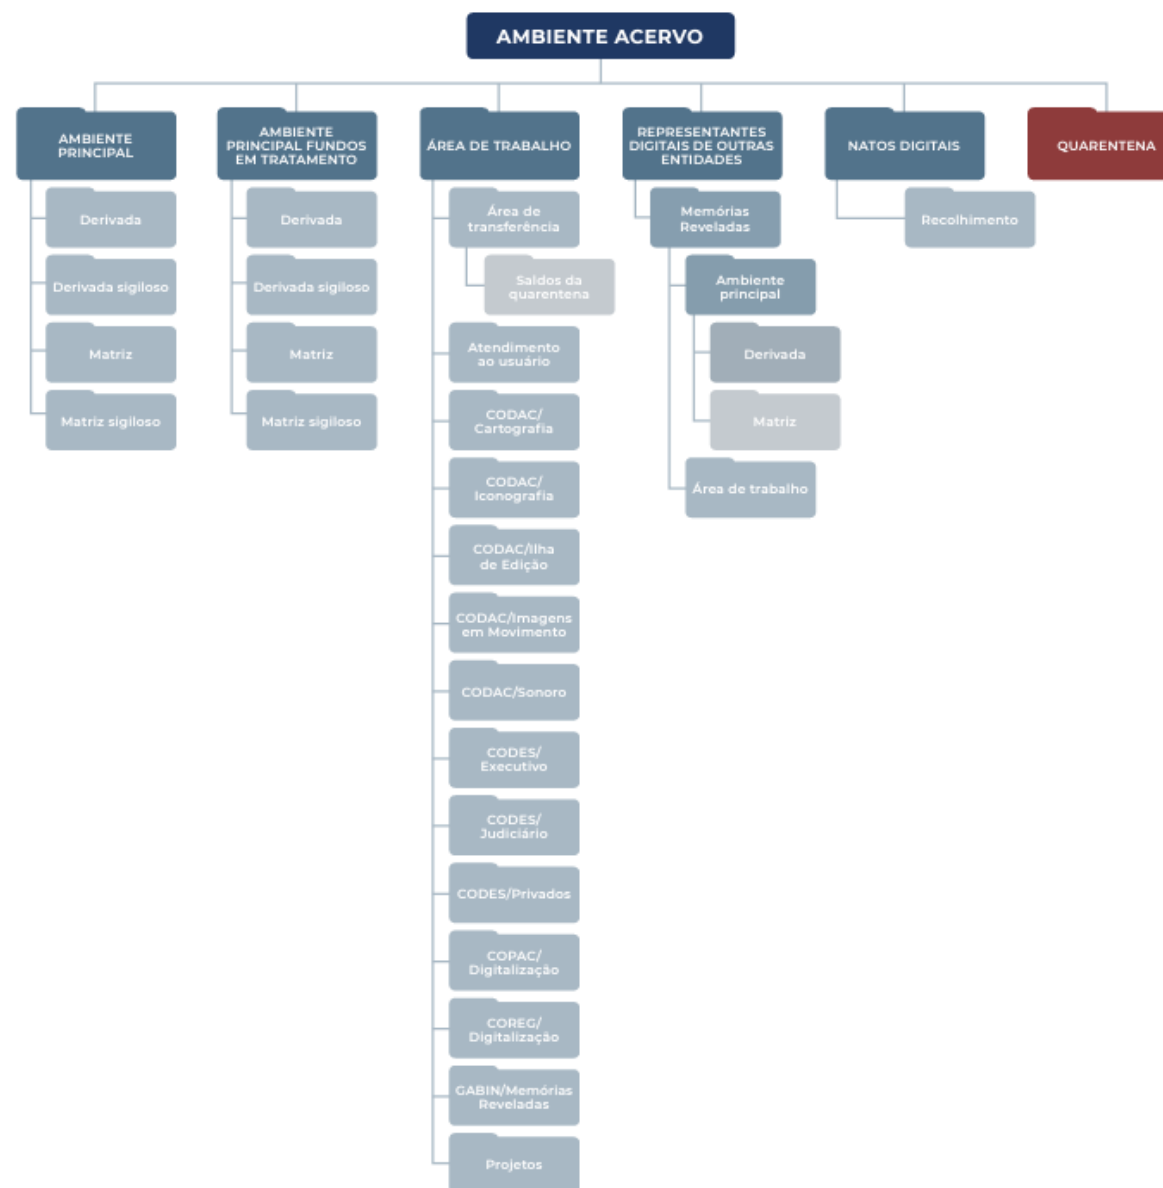 AMBIENTE ACERVO
AMBIENTE
PRINCIPAL
Derivada
Derivada sigiloso
Matriz
Matriz sigiloso
AMBIENTE
PRINCIPAL FUNDOS
EM TRATAMENTO
Derivada
Derivada sigiloso
Matriz
Matriz sigiloso
ÁREA DE TRABALHO
Área de
transferência
Saldos da
quarentena
Atendimento
ao usuário
CODAC/
Cartografia
CODAC/
Iconografia
CODAC/Ilha
de Edição
CODAC/Imagens
em Movimento
CODAC/Sonoro
CODES/
Executivo
CODES/
Judiciário
CODES/Privados
COPAC/
Digitalização
COREG/
Digitalização
GABIN/Memórias
Reveladas
Projetos
REPRESENTANTES
DIGITAIS DE OUTRAS
ENTIDADES
Memórias
Reveladas
Ambiente
principal
Derivada
Matriz
Área de trabalho
NATOS DIGITAIS
Recolhimento
QUARENTENA